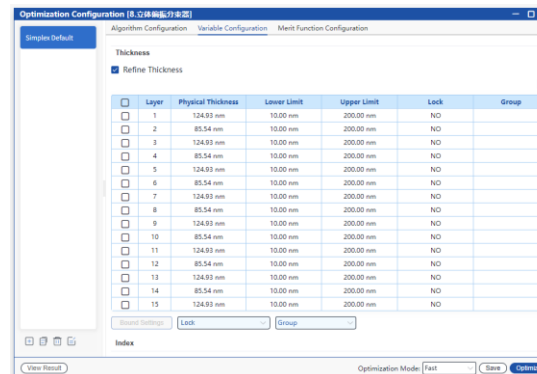 Optimization Configuration [8.立体偏振分束器]
Simplex Default
Algorithm Configuration Variable Configuration Merit Function Configuration
Thickness
Refine Thickness
Layer Physical Thickness Lower Limit Upper Limit Lock Group
1 124.93 nm 10.00 nm 200.00 nm NO
2 85.54 nm 10.00 nm 200.00 nm NO
3 124.93 nm 10.00 nm 200.00 nm NO
4 85.54 nm 10.00 nm 200.00 nm NO
5 124.93 nm 10.00 nm 200.00 nm NO
6 85.54 nm 10.00 nm 200.00 nm NO
7 124.93 nm 10.00 nm 200.00 nm NO
8 85.54 nm 10.00 nm 200.00 nm NO
9 124.93 nm 10.00 nm 200.00 nm NO
10 85.54 nm 10.00 nm 200.00 nm NO
11 124.93 nm 10.00 nm 200.00 nm NO
12 85.54 nm 10.00 nm 200.00 nm NO
13 124.93 nm 10.00 nm 200.00 nm NO
14 85.54 nm 10.00 nm 200.00 nm NO
15 124.93 nm 10.00 nm 200.00 nm NO
Bound Settings Lock Group
Index
View Result Optimization Mode: Fast Save Optimiz